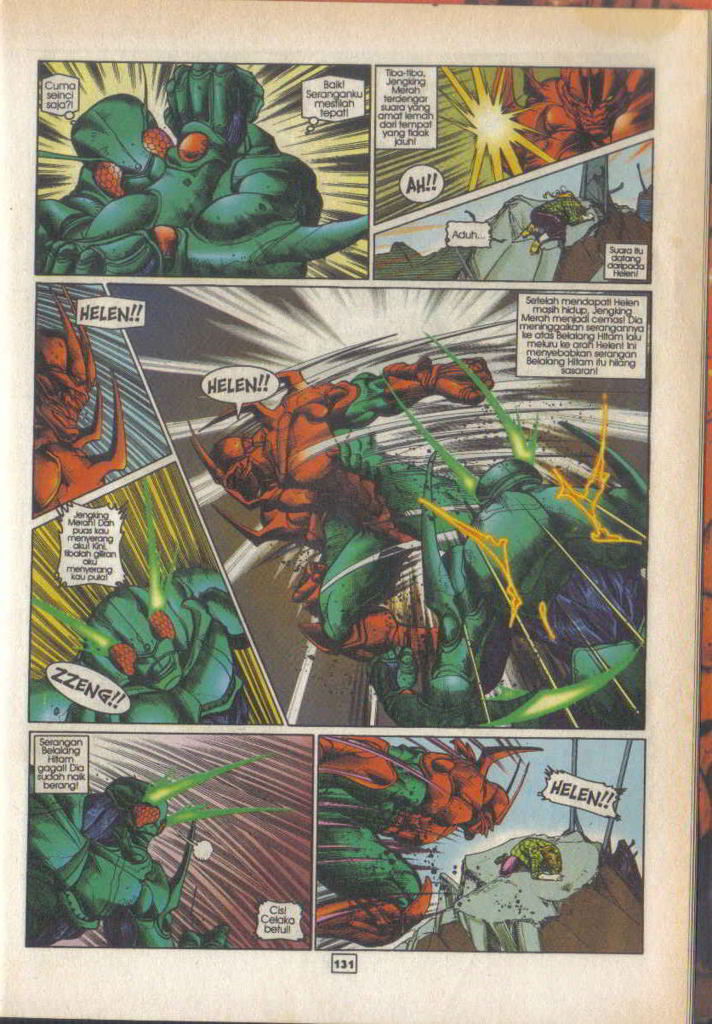 Cuma
seinci
saja?!
Baik!
Seranganku
mestilah
tepat!
Tiba-tiba,
Jengking
Merah
terdengar
suara yang
amat lemah
dari tempat
yang tidak
jauh!
AH!!
Aduh...
Suara itu
datang
daripada
Helen!
HELEN!!
Setelah mendapati Helen
masih hidup, Jengking
Merah menjadi cemas! Dia
meninggalkan serangannya
ke atas Belalang Hitam lalu
meluru ke arah Helen! Ini
menyebabkan serangan
Belalang Hitam itu hilang
sasaran!
HELEN!!
Jengking
Merah! Dah
puas kau
menyerang
aku! Kini,
tibalah giliran
aku
menyerang
kau pula!
ZZENG!!
Serangan
Belalang
Hitam
gagal! Dia
sudah naik
berang!
Cis!
Celaka
betul!
HELEN!!
131